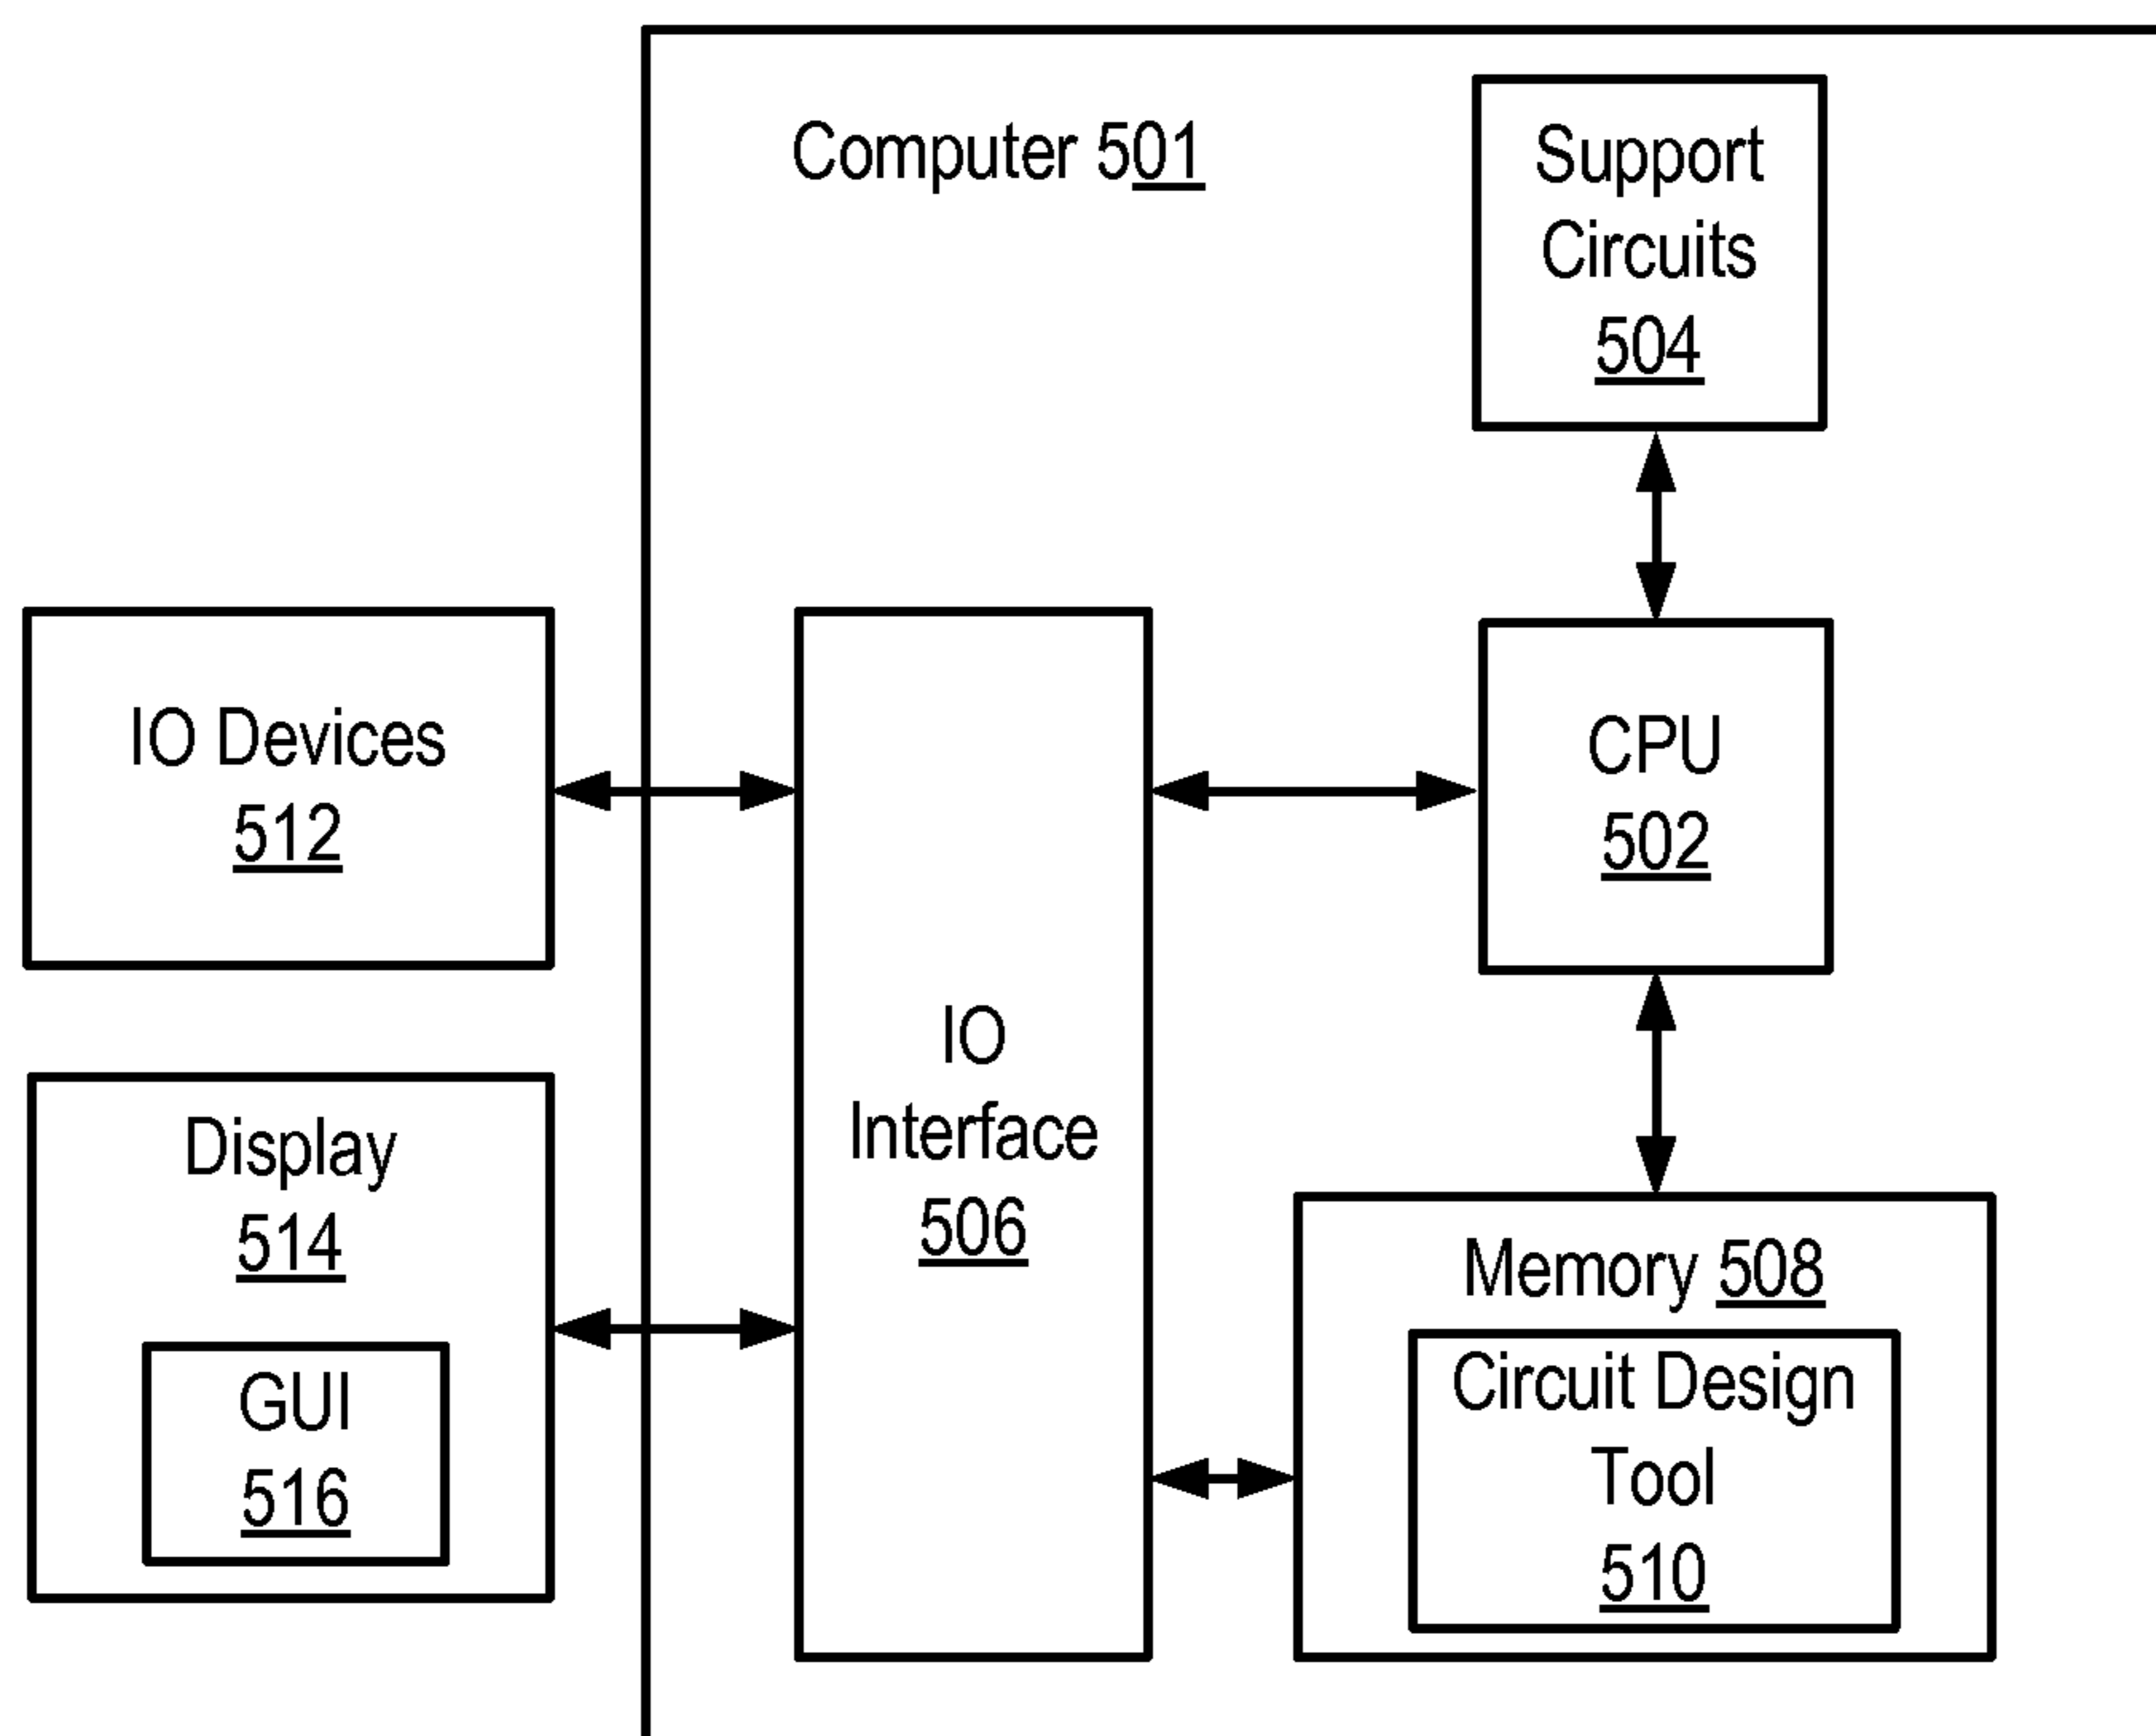 Computer 501
Support
Circuits
504
IO Devices
512
CPU
502
IO
Interface
506
Display
514
GUI
516
Memory 508
Circuit Design
Tool
510